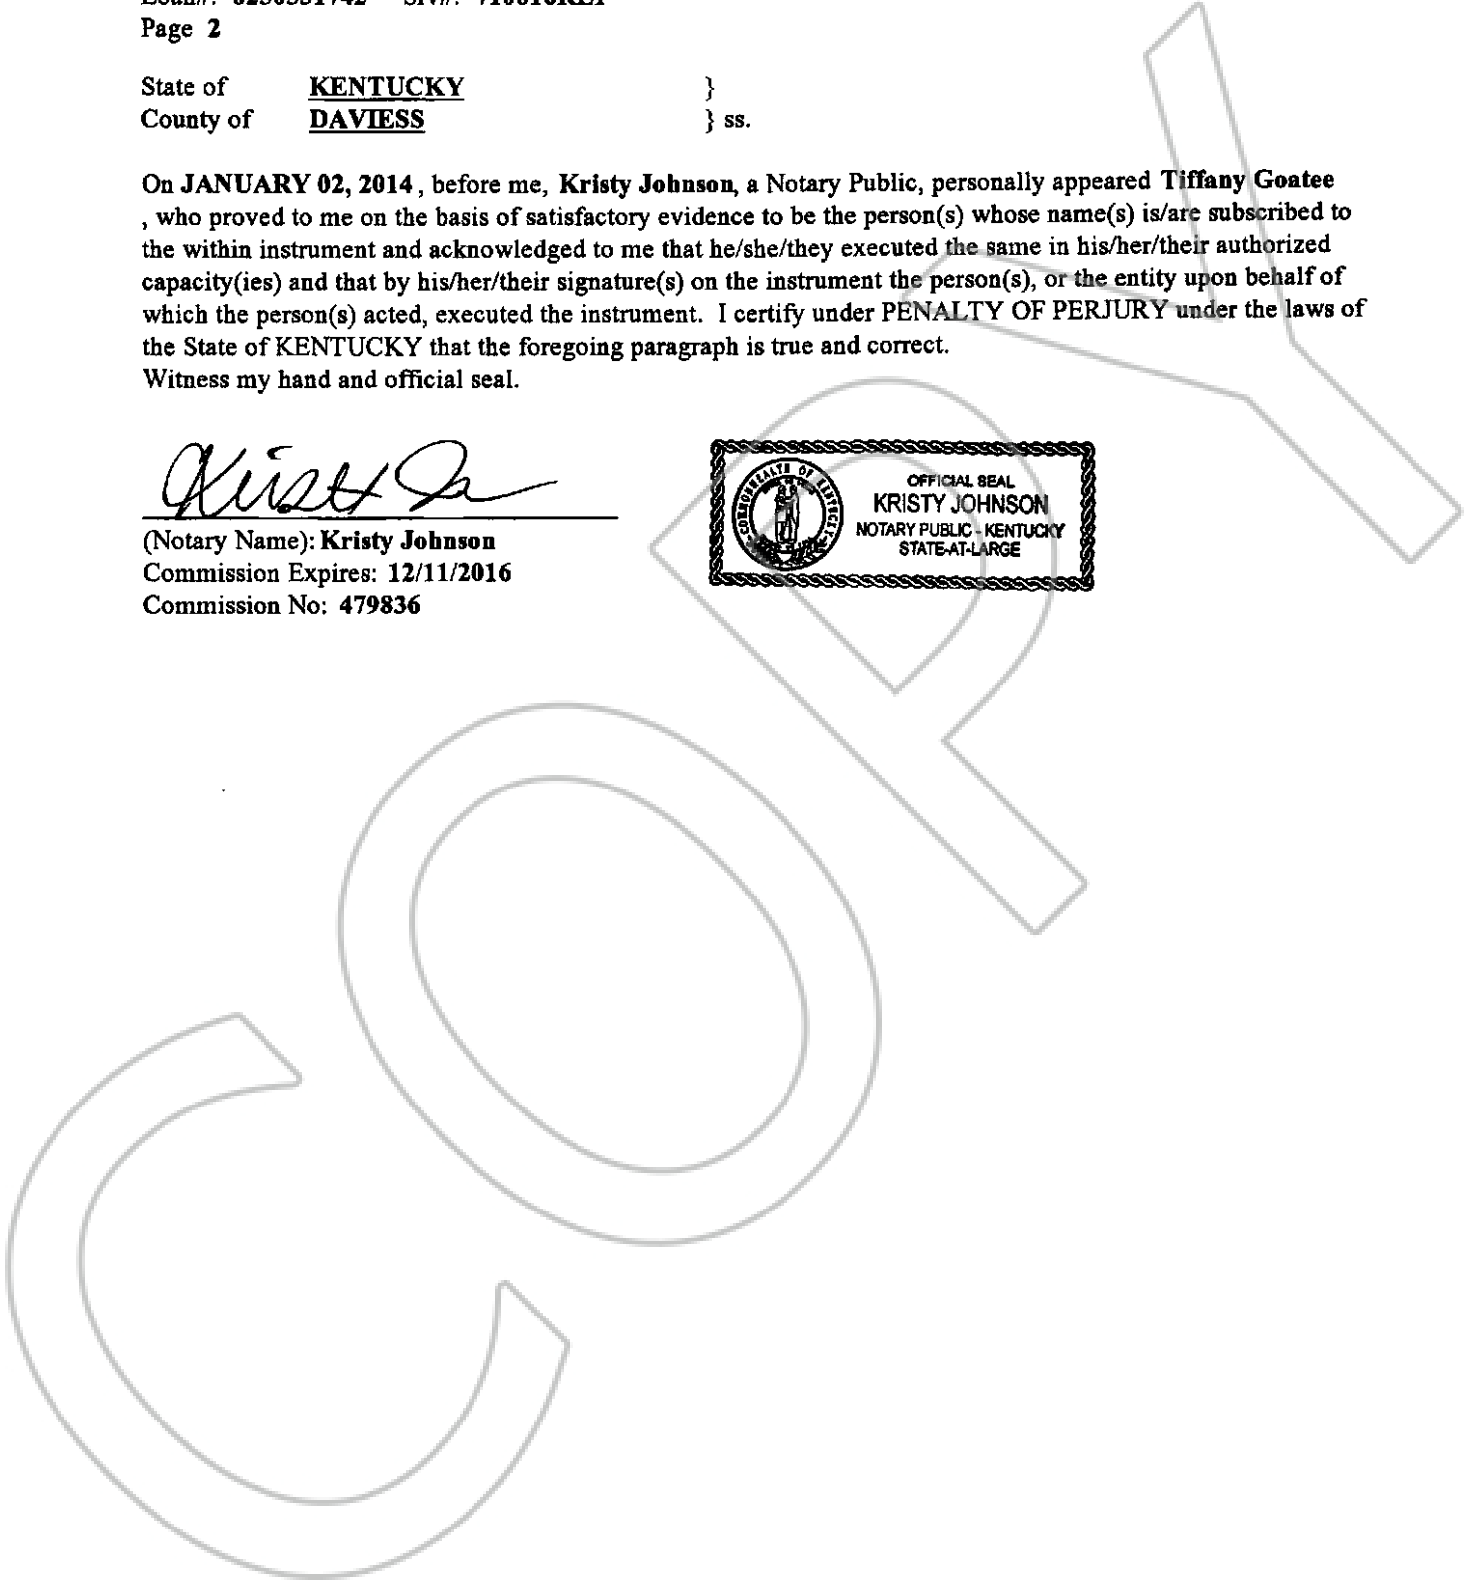 Page 2
State of KENTUCKY }
County of DAVIESS } ss.
On JANUARY 02, 2014 , before me, Kristy Johnson, a Notary Public, personally appeared Tiffany Goatee
, who proved to me on the basis of satisfactory evidence to be the person(s) whose name(s) is/are subscribed to
the within instrument and acknowledged to me that he/she/they executed the same in his/her/their authorized
capacity(ies) and that by his/her/their signature(s) on the instrument the person(s), or the entity upon behalf of
which the person(s) acted, executed the instrument. I certify under PENALTY OF PERJURY under the laws of
the State of KENTUCKY that the foregoing paragraph is true and correct.
Witness my hand and official seal.
(Notary Name): Kristy Johnson
Commission Expires: 12/11/2016
Commission No: 479836
COMMONWEALTH OF KENTUCKY
OFFICIAL SEAL
KRISTY JOHNSON
NOTARY PUBLIC - KENTUCKY
STATE-AT-LARGE
COPY